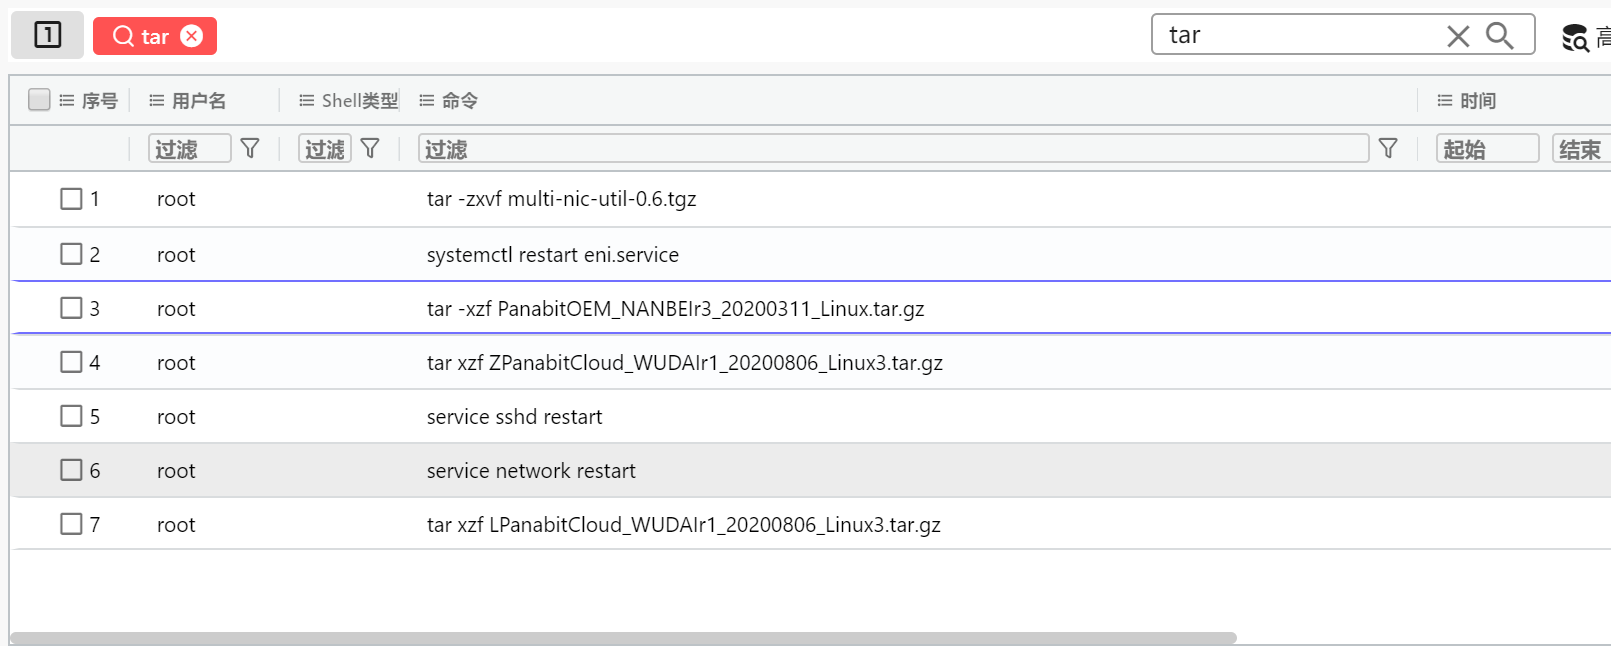 1 tar tar 高
序号 用户名 Shell类型 命令 时间
过滤 过滤 过滤 起始 结束
1 root tar -zxvf multi-nic-util-0.6.tgz
2 root systemctl restart eni.service
3 root tar -xzf PanabitOEM_NANBEIr3_20200311_Linux.tar.gz
4 root tar xzf ZPanabitCloud_WUDAIr1_20200806_Linux3.tar.gz
5 root service sshd restart
6 root service network restart
7 root tar xzf LPanabitCloud_WUDAIr1_20200806_Linux3.tar.gz